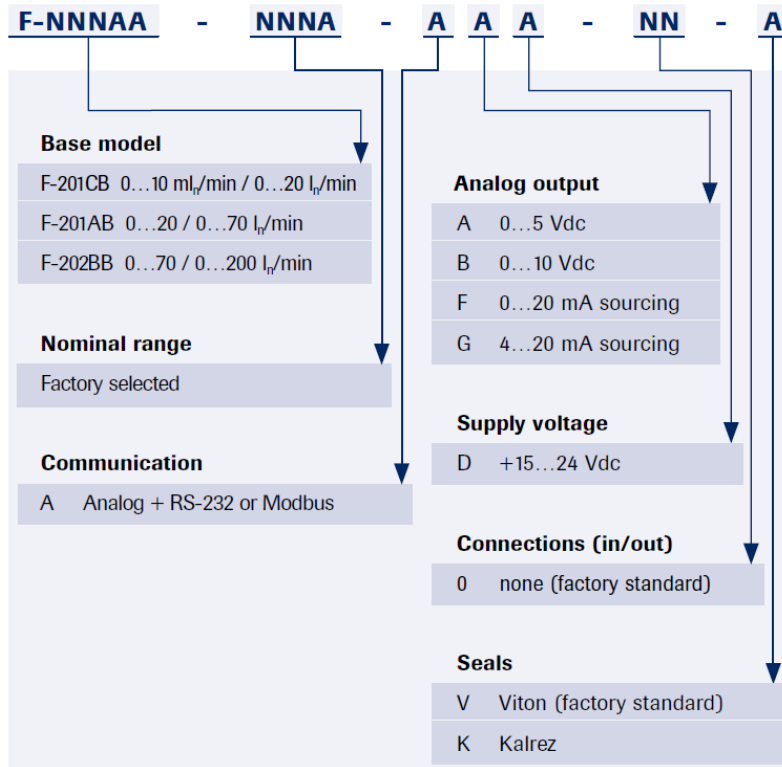 F-NNNAA - NNNA - A A A - NN - A
Base model
F-201CB 0...10 mlₙ/min / 0...20 lₙ/min
F-201AB 0...20 / 0...70 lₙ/min
F-202BB 0...70 / 0...200 lₙ/min
Nominal range
Factory selected
Communication
A Analog + RS-232 or Modbus
Analog output
A 0...5 Vdc
B 0...10 Vdc
F 0...20 mA sourcing
G 4...20 mA sourcing
Supply voltage
D +15...24 Vdc
Connections (in/out)
0 none (factory standard)
Seals
V Viton (factory standard)
K Kalrez